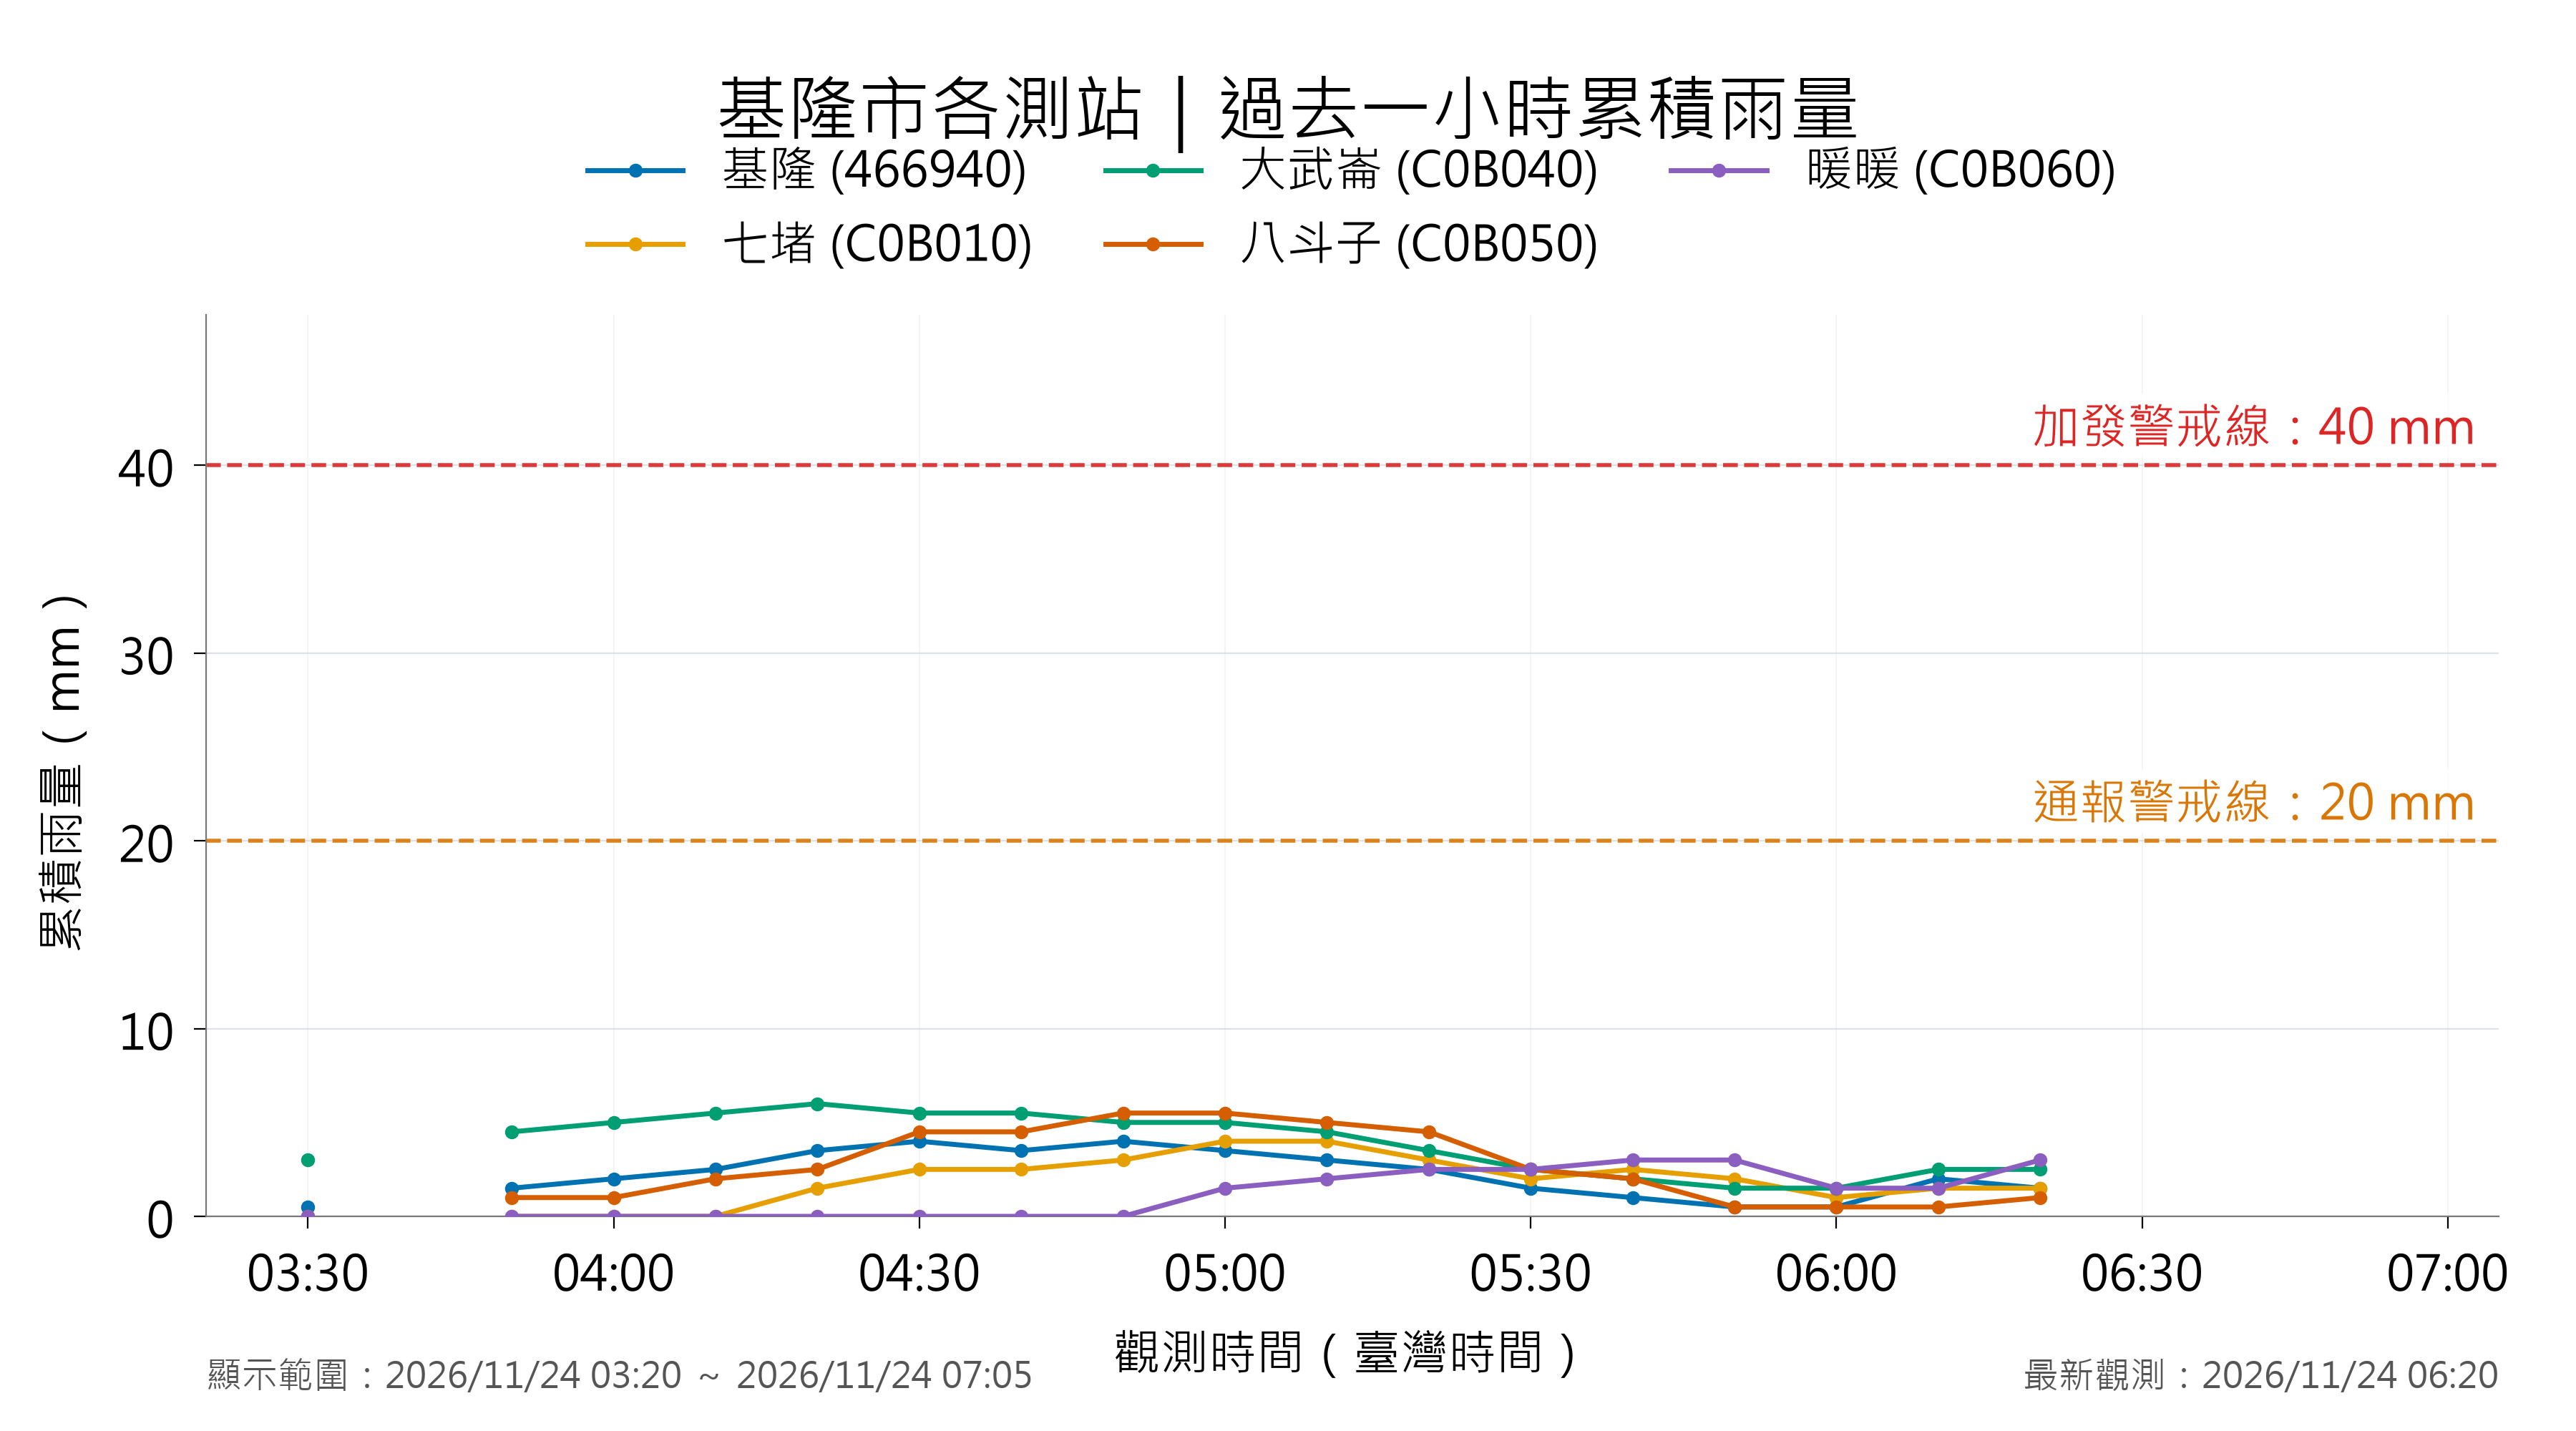 基隆市各測站｜過去一小時累積雨量
基隆 (466940)
大武崙 (C0B040)
暖暖 (C0B060)
七堵 (C0B010)
八斗子 (C0B050)
累積雨量（mm）
40
30
20
10
0
加發警戒線：40 mm
通報警戒線：20 mm
03:30
04:00
04:30
05:00
05:30
06:00
06:30
07:00
觀測時間（臺灣時間）
顯示範圍：2026/11/24 03:20 ~ 2026/11/24 07:05
最新觀測：2026/11/24 06:20